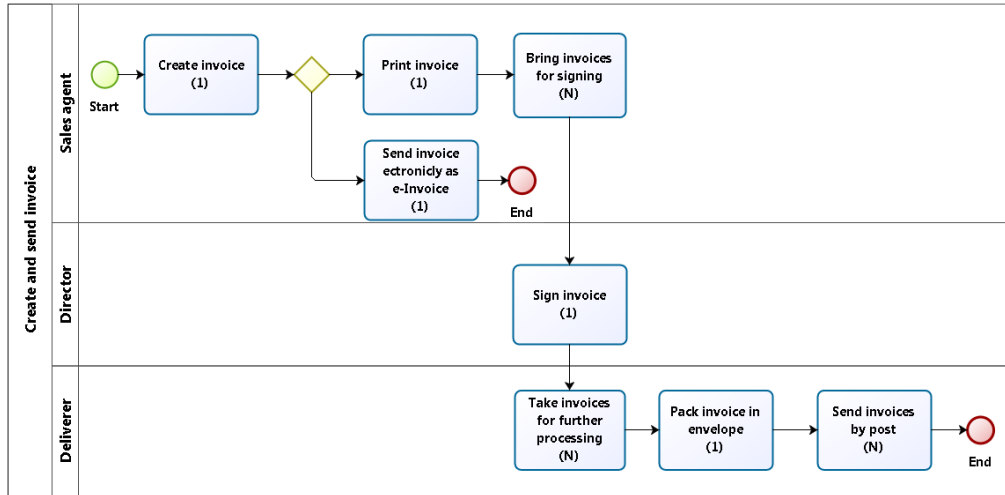 Create and send invoice
Sales agent
Start
Create invoice
(1)
Print invoice
(1)
Bring invoices
for signing
(N)
Send invoice
ectronicly as
e-Invoice
(1)
End
Director
Sign invoice
(1)
Deliverer
Take invoices
for further
processing
(N)
Pack invoice in
envelope
(1)
Send invoices
by post
(N)
End